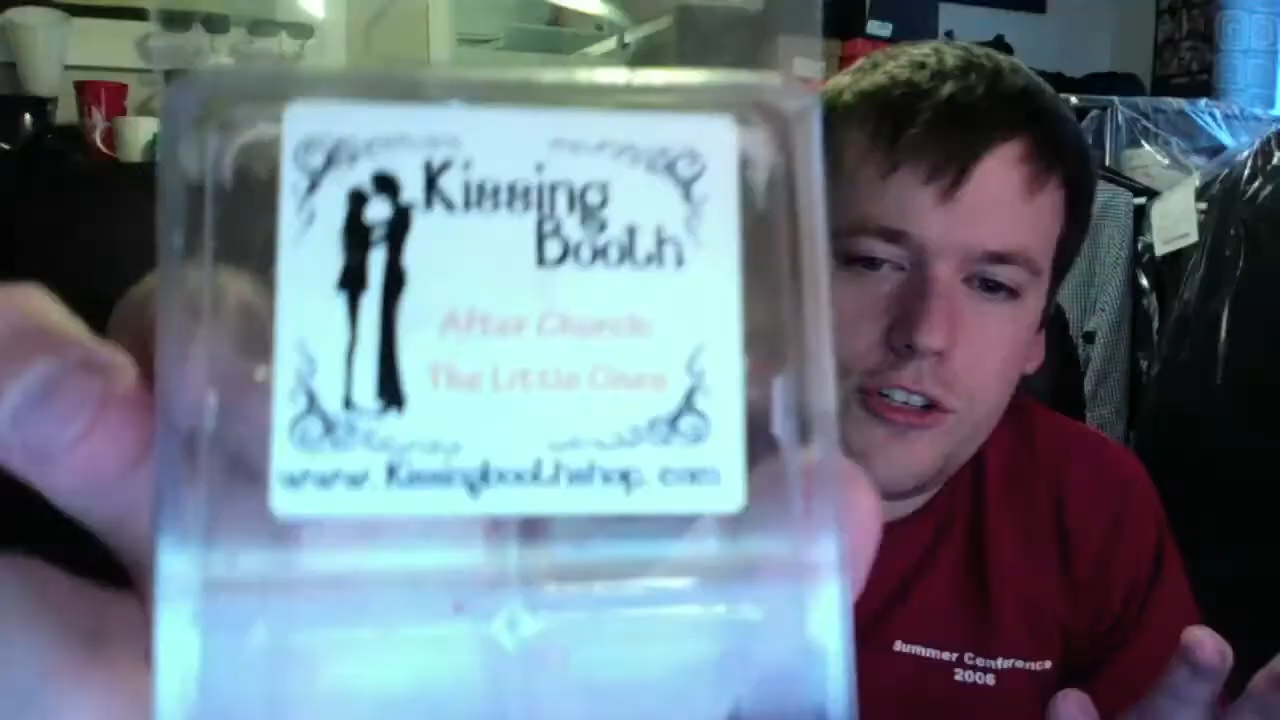 Kissing
Booth
After Church
The Little Ones
www.Kissingboothshop.com
Summer Conference
2006